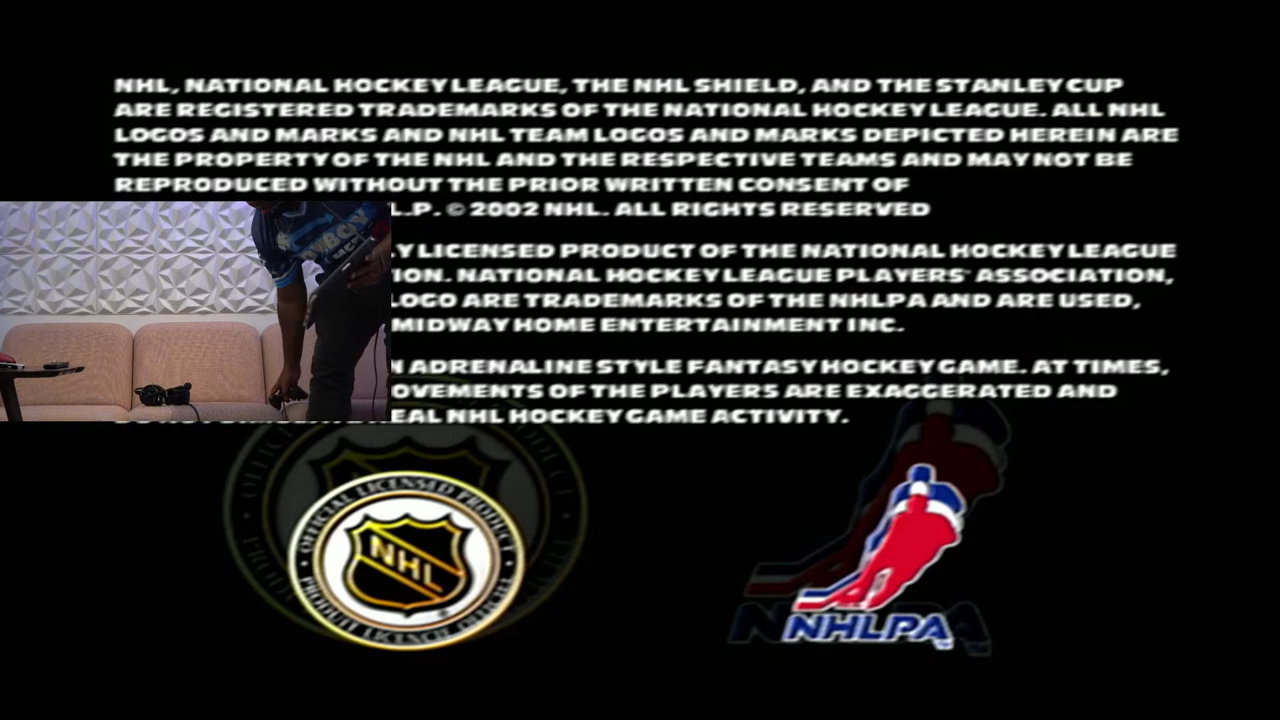 NHL, NATIONAL HOCKEY LEAGUE, THE NHL SHIELD, AND THE STANLEY CUP
ARE REGISTERED TRADEMARKS OF THE NATIONAL HOCKEY LEAGUE. ALL NHL
LOGOS AND MARKS AND NHL TEAM LOGOS AND MARKS DEPICTED HEREIN ARE
THE PROPERTY OF THE NHL AND THE RESPECTIVE TEAMS AND MAY NOT BE
REPRODUCED WITHOUT THE PRIOR WRITTEN CONSENT OF
L.P. © 2002 NHL. ALL RIGHTS RESERVED
LICENSED PRODUCT OF THE NATIONAL HOCKEY LEAGUE
NATIONAL HOCKEY LEAGUE PLAYERS' ASSOCIATION,
LOGO ARE TRADEMARKS OF THE NHLPA AND ARE USED,
MIDWAY HOME ENTERTAINMENT INC.
ADRENALINE STYLE FANTASY HOCKEY GAME. AT TIMES,
OF THE PLAYERS ARE EXAGGERATED AND
NHL HOCKEY GAME ACTIVITY.
OFFICIAL LICENSED PRODUCT
NHL
PRODUIT LICENCIÉ OFFICIEL
NHLPA